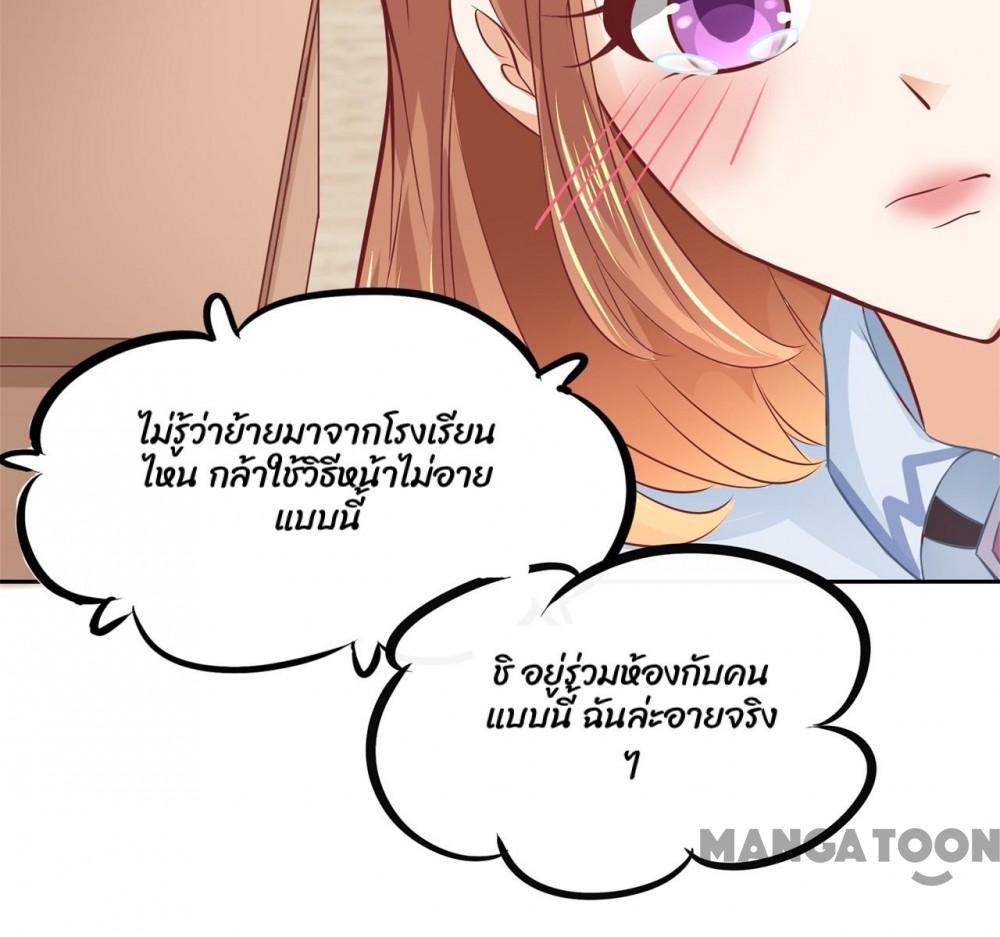 ไม่รู้ว่าย้ายมาจากโรงเรียน
ไหน กล้าใช้วิธีหน้าไม่อาย
แบบนี้
ชิ อยู่ร่วมห้องกับคน
แบบนี้ ฉันล่ะอายจริง
ๆ
MANGATOON